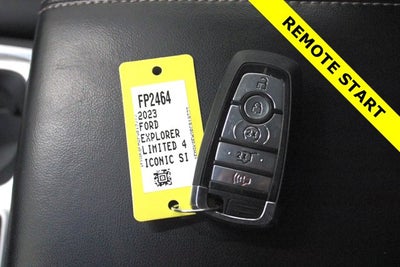 REMOTE START
FP2464
2023
FORD
EXPLORER
LIMITED 4
ICONIC SI